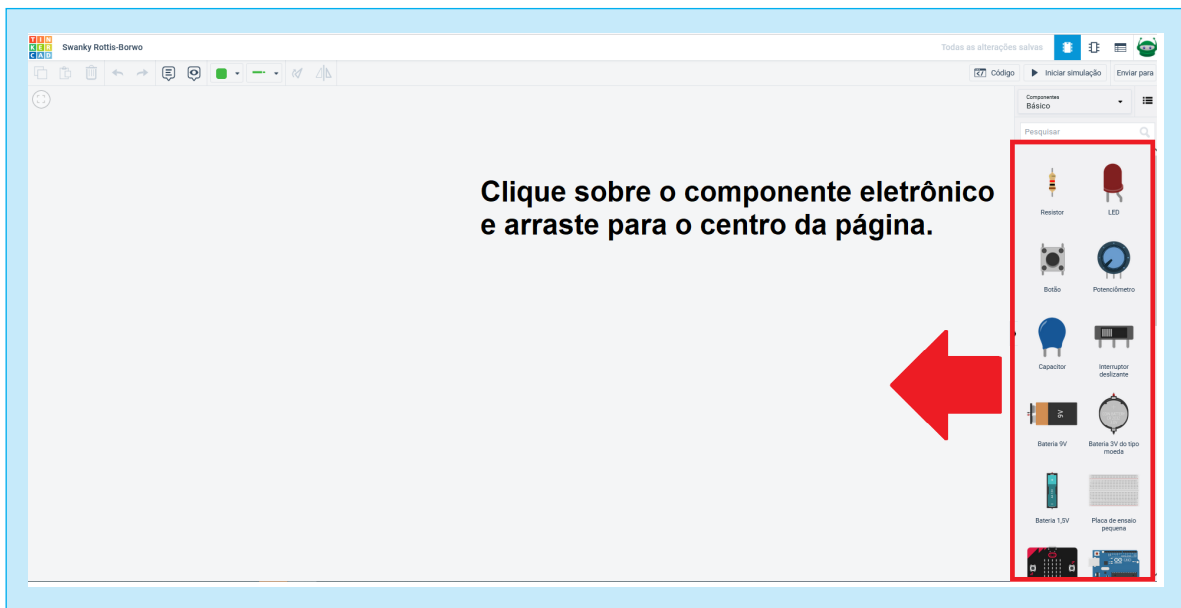 TIN
KER
CAD
Swanky Rottis-Borwo
Todas as alterações salvas
Código
Iniciar simulação
Enviar para
Componentes
Básico
Pesquisar
Clique sobre o componente eletrônico
e arraste para o centro da página.
Resistor
LED
Botão
Potenciômetro
Capacitor
Interruptor
deslizante
9V
Bateria 9V
Bateria 3V do tipo
moeda
Bateria 1,5V
Placa de ensaio
pequena